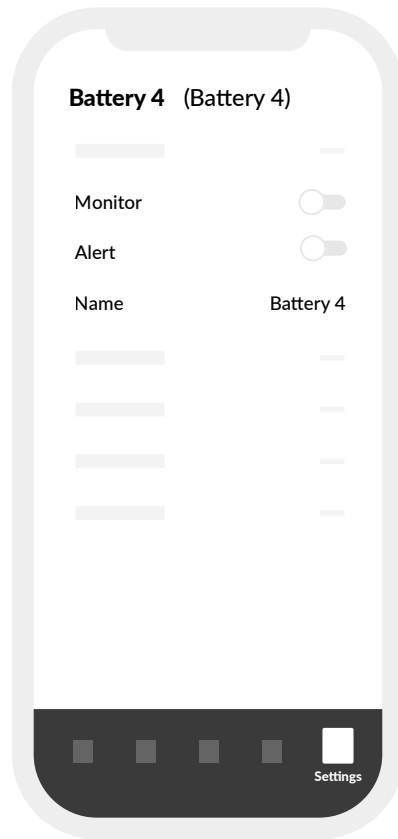 Battery 4 (Battery 4)
Monitor
Alert
Name Battery 4
Settings